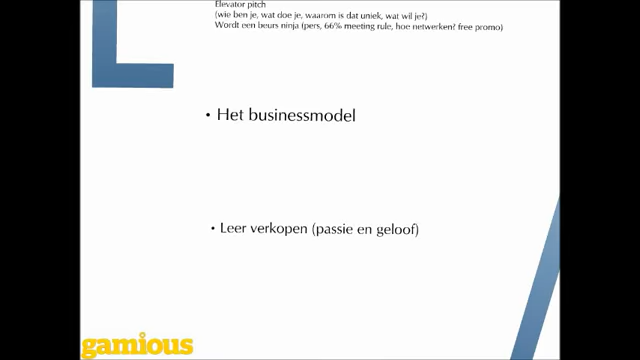 Elevator pitch
(wie ben je, wat doe je, waarom is dat uniek, wat wil je?)
Wordt een beurs ninja (pers, 66% meeting rule, hoe netwerken? free promo)
• Het businessmodel
• Leer verkopen (passie en geloof)
gamious